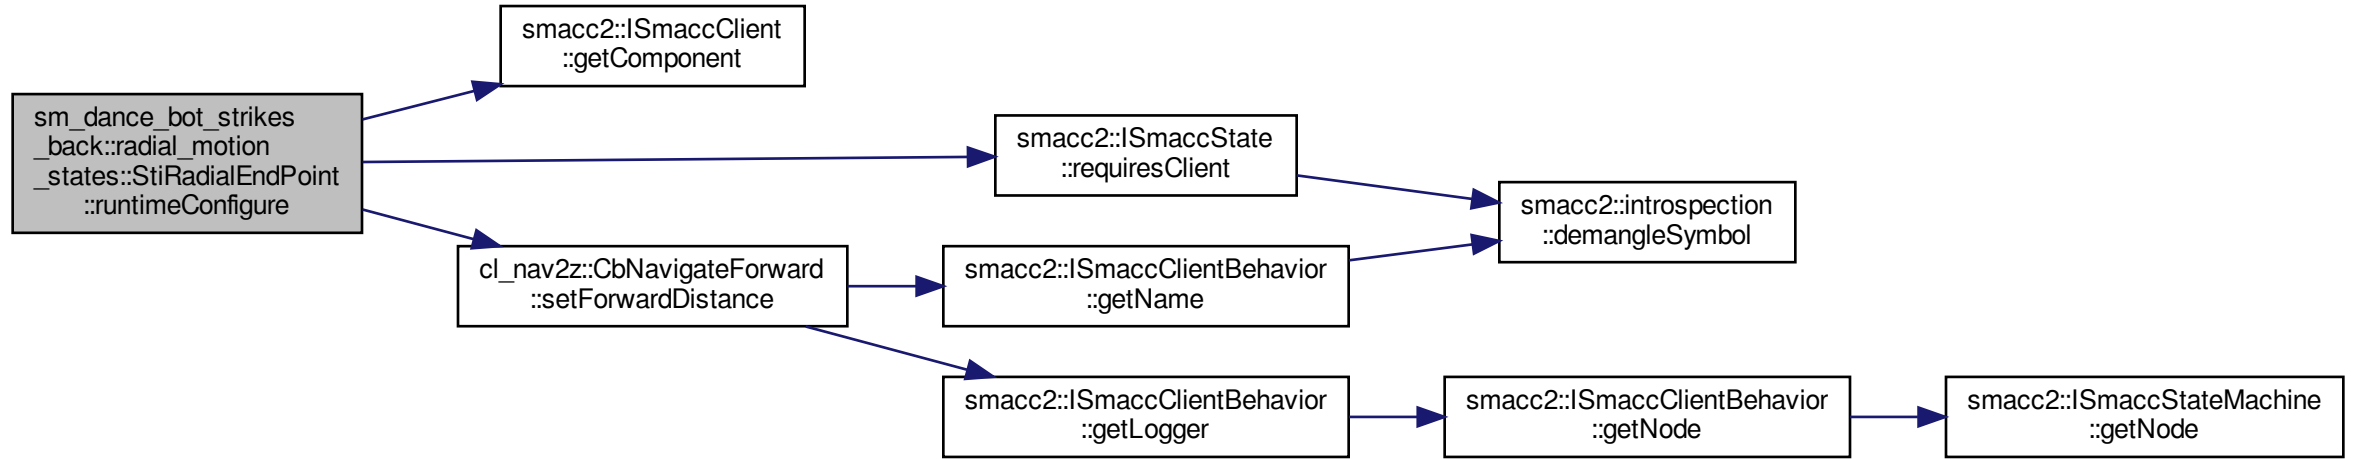 sm_dance_bot_strikes
_back::radial_motion
_states::StiRadialEndPoint
::runtimeConfigure
smacc2::ISmaccClient
::getComponent
smacc2::ISmaccState
::requiresClient
cl_nav2z::CbNavigateForward
::setForwardDistance
smacc2::introspection
::demangleSymbol
smacc2::ISmaccClientBehavior
::getName
smacc2::ISmaccClientBehavior
::getLogger
smacc2::ISmaccClientBehavior
::getNode
smacc2::ISmaccStateMachine
::getNode